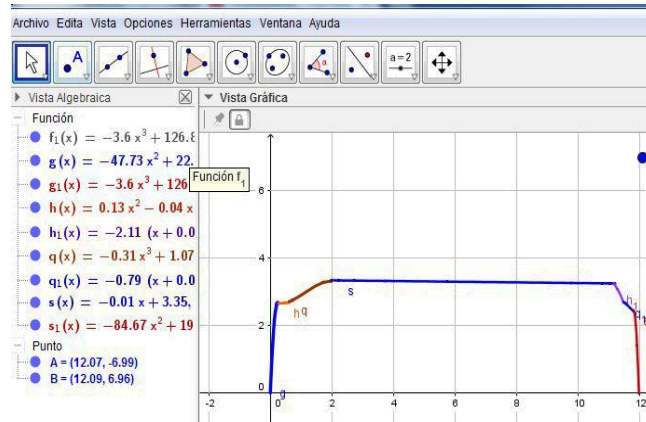 Archivo Edita Vista Opciones Herramientas Ventana Ayuda
A
α
a=2
Vista Algebraica
Vista Gráfica
Función
f₁(x) = −3.6 x³ + 126.8
g(x) = −47.73 x² + 22.
g₁(x) = −3.6 x³ + 126
Función f₁
h(x) = 0.13 x² − 0.04 x
h₁(x) = −2.11 (x + 0.0
q(x) = −0.31 x³ + 1.07
q₁(x) = −0.79 (x + 0.0
s(x) = −0.01 x + 3.35,
s₁(x) = −84.67 x² + 19
Punto
A = (12.07, -6.99)
B = (12.09, 6.96)
6
4
2
0
-2 0 2 4 6 8 10 12
g
h q
s
h₁
q₁